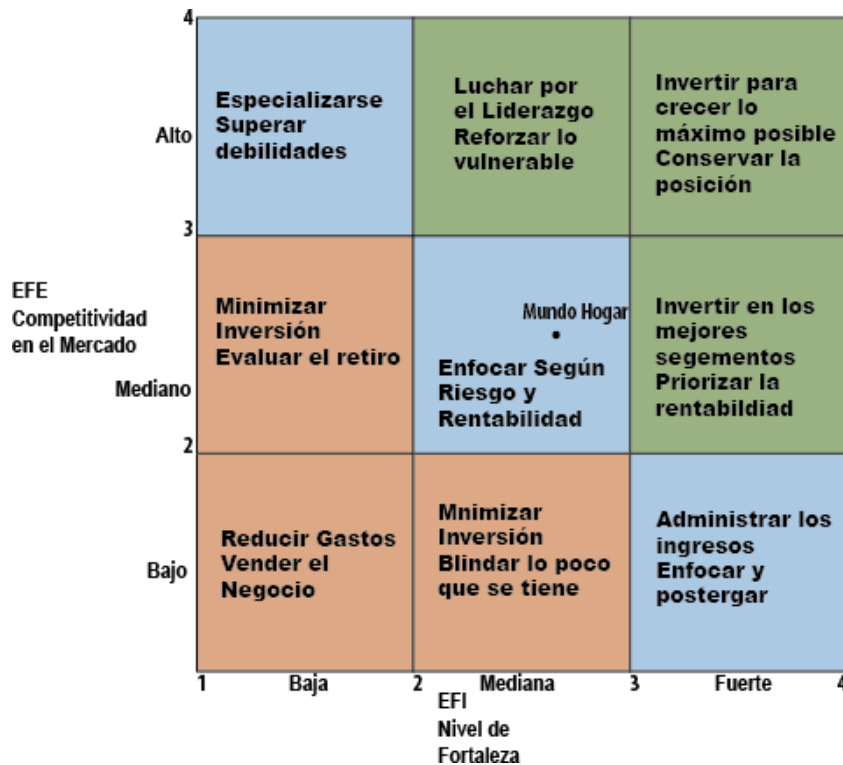 4
Alto
Especializarse
Superar
debilidades
Luchar por
el Liderazgo
Reforzar lo
vulnerable
Invertir para
crecer lo
máximo posible
Conservar la
posición
3
EFE
Competitividad
en el Mercado
Mediano
Minimizar
Inversión
Evaluar el retiro
Mundo Hogar
Enfocar Según
Riesgo y
Rentabilidad
Invertir en los
mejores
segementos
Priorizar la
rentabildiad
2
Bajo
Reducir Gastos
Vender el
Negocio
Mnimizar
Inversión
Blindar lo poco
que se tiene
Administrar los
ingresos
Enfocar y
postergar
1 Baja 2 Mediana 3 Fuerte 4
EFI
Nivel de
Fortaleza